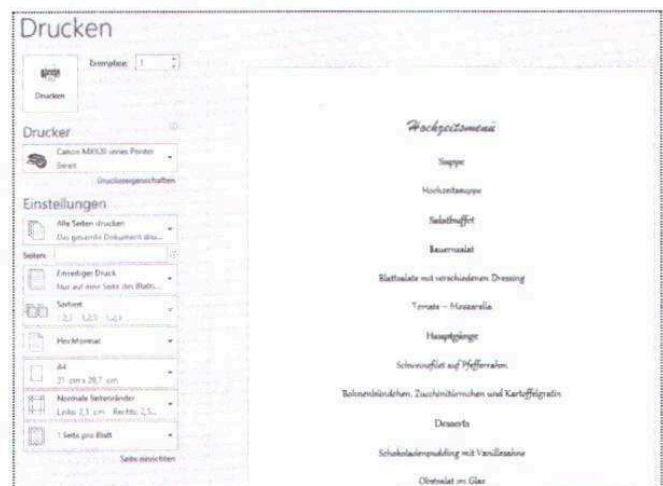 Drucken
Exemplare: 1
Drucken
Drucker
Canon MX920 series Printer
Bereit
Druckereigenschaften
Einstellungen
Alle Seiten drucken
Das gesamte Dokument dru...
Seiten:
Einseitiger Druck
Nur auf eine Seite des Blatts...
Sortiert
1;2;3 1;2;3 1;2;3
Hochformat
A4
21 cm x 29,7 cm
Normale Seitenränder
Links: 2,5 cm Rechts: 2,5...
1 Seite pro Blatt
Seite einrichten
Hochzeitsmenü
Suppe
Hochzeitssuppe
Salatbuffet
Bauernsalat
Blattsalate mit verschiedenen Dressing
Tomate – Mozzarella
Hauptgänge
Schweinefilet auf Pfefferrahm
Bohnenbündchen, Zucchinitürmchen und Kartoffelgratin
Desserts
Schokoladenpudding mit Vanillesahne
Obstsalat im Glas